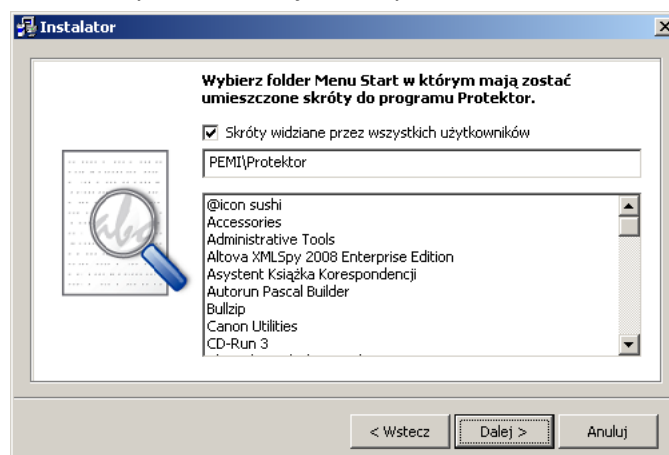 Instalator
Wybierz folder Menu Start w którym mają zostać
umieszczone skróty do programu Protektor.
Skróty widziane przez wszystkich użytkowników
PEMI\Protektor
@icon sushi
Accessories
Administrative Tools
Altova XMLSpy 2008 Enterprise Edition
Asystent Książka Korespondencji
Autorun Pascal Builder
Bullzip
Canon Utilities
CD-Run 3
abc
< Wstecz
Dalej >
Anuluj